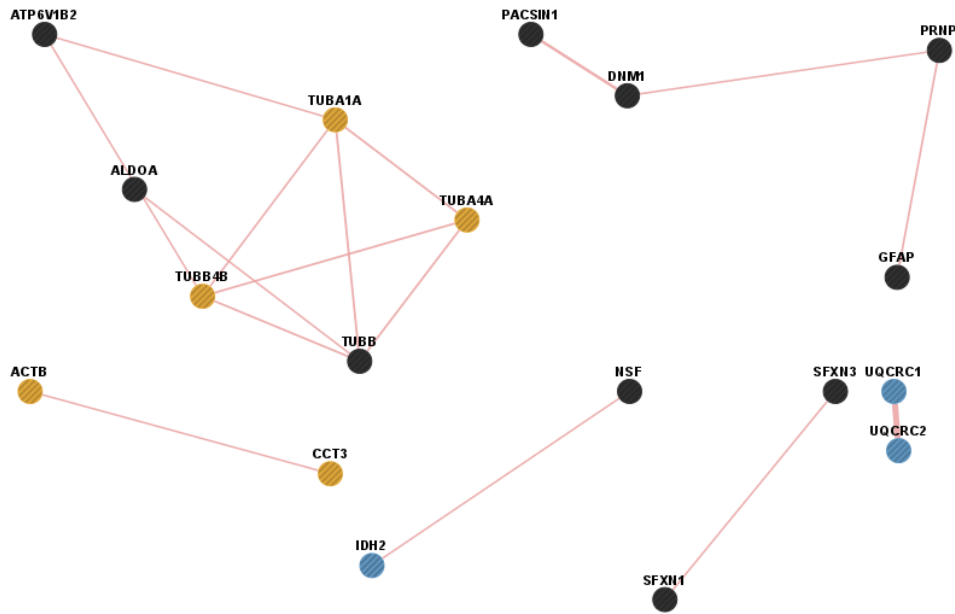 ATP6V1B2
PACSIN1
PRNP
DNM1
TUBA1A
ALDOA
TUBA4A
GFAP
TUBB4B
TUBB
ACTB
NSF
SFXN3
UQCRC1
UQCRC2
CCT3
IDH2
SFXN1